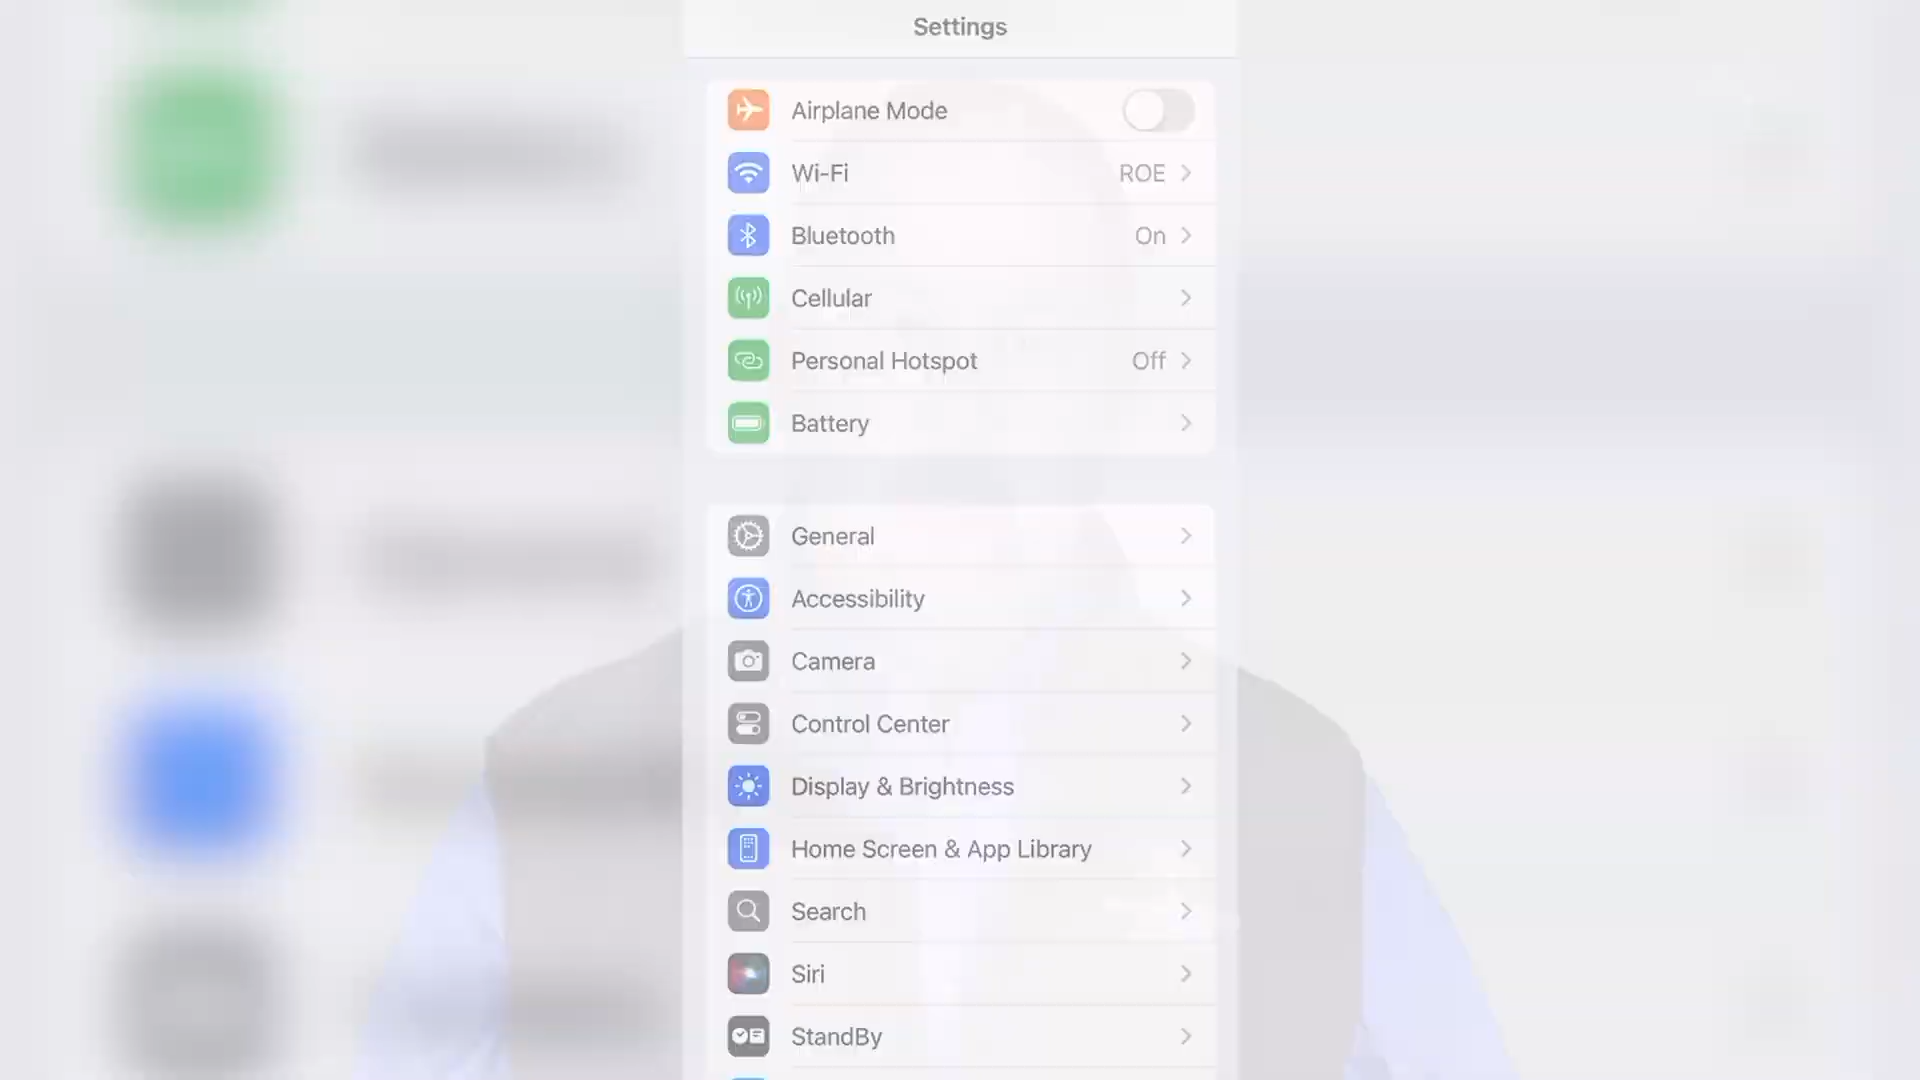 Settings
Airplane Mode
Wi-Fi ROE
Bluetooth On
Cellular
Personal Hotspot Off
Battery
General
Accessibility
Camera
Control Center
Display & Brightness
Home Screen & App Library
Search
Siri
StandBy